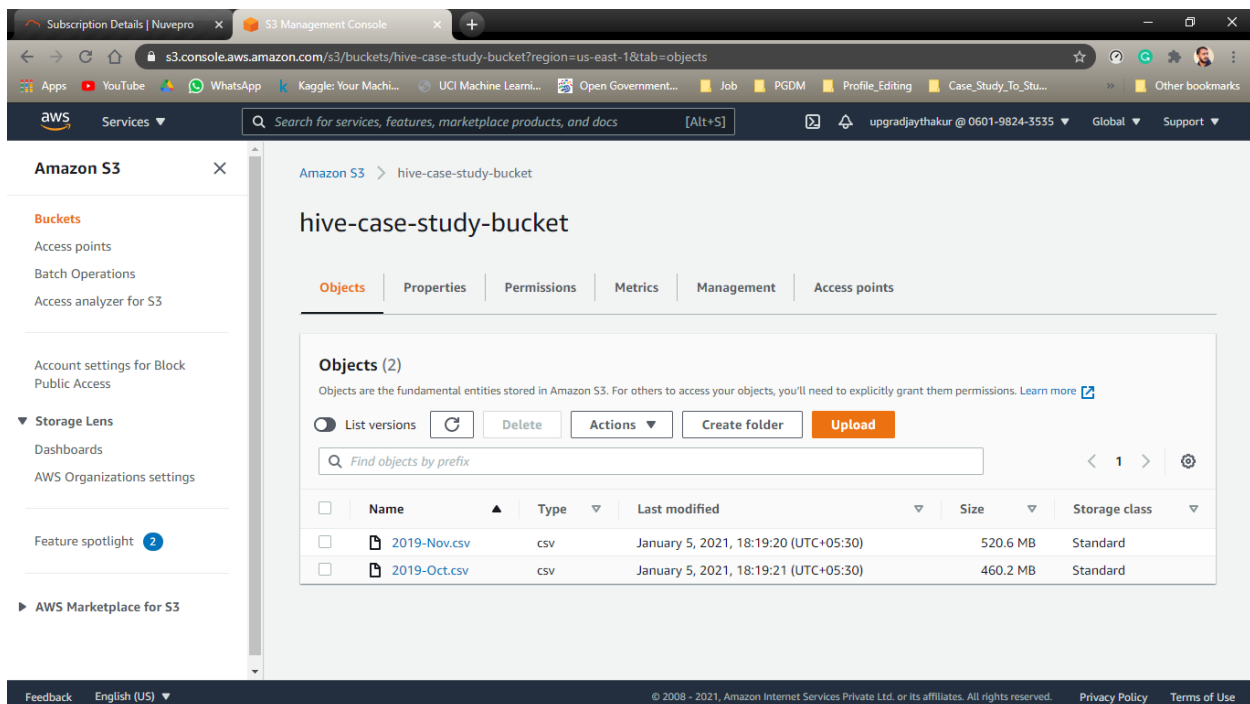 Subscription Details | Nuvepro
S3 Management Console
s3.console.aws.amazon.com/s3/buckets/hive-case-study-bucket?region=us-east-1&tab=objects
Apps YouTube WhatsApp Kaggle: Your Machi... UCI Machine Learni... Open Government... Job PGDM Profile_Editing Case_Study_To_Stu... » Other bookmarks
aws Services ▼ Search for services, features, marketplace products, and docs [Alt+S] upgradjaythakur @ 0601-9824-3535 ▼ Global ▼ Support ▼
Amazon S3
Buckets
Access points
Batch Operations
Access analyzer for S3
Account settings for Block
Public Access
Storage Lens
Dashboards
AWS Organizations settings
Feature spotlight 2
AWS Marketplace for S3
Amazon S3 > hive-case-study-bucket
hive-case-study-bucket
Objects Properties Permissions Metrics Management Access points
Objects (2)
Objects are the fundamental entities stored in Amazon S3. For others to access your objects, you'll need to explicitly grant them permissions. Learn more
List versions Delete Actions ▼ Create folder Upload
Find objects by prefix < 1 >
Name ▲ Type ▽ Last modified ▽ Size ▽ Storage class ▽
2019-Nov.csv csv January 5, 2021, 18:19:20 (UTC+05:30) 520.6 MB Standard
2019-Oct.csv csv January 5, 2021, 18:19:21 (UTC+05:30) 460.2 MB Standard
Feedback English (US) ▼ © 2008 - 2021, Amazon Internet Services Private Ltd. or its affiliates. All rights reserved. Privacy Policy Terms of Use